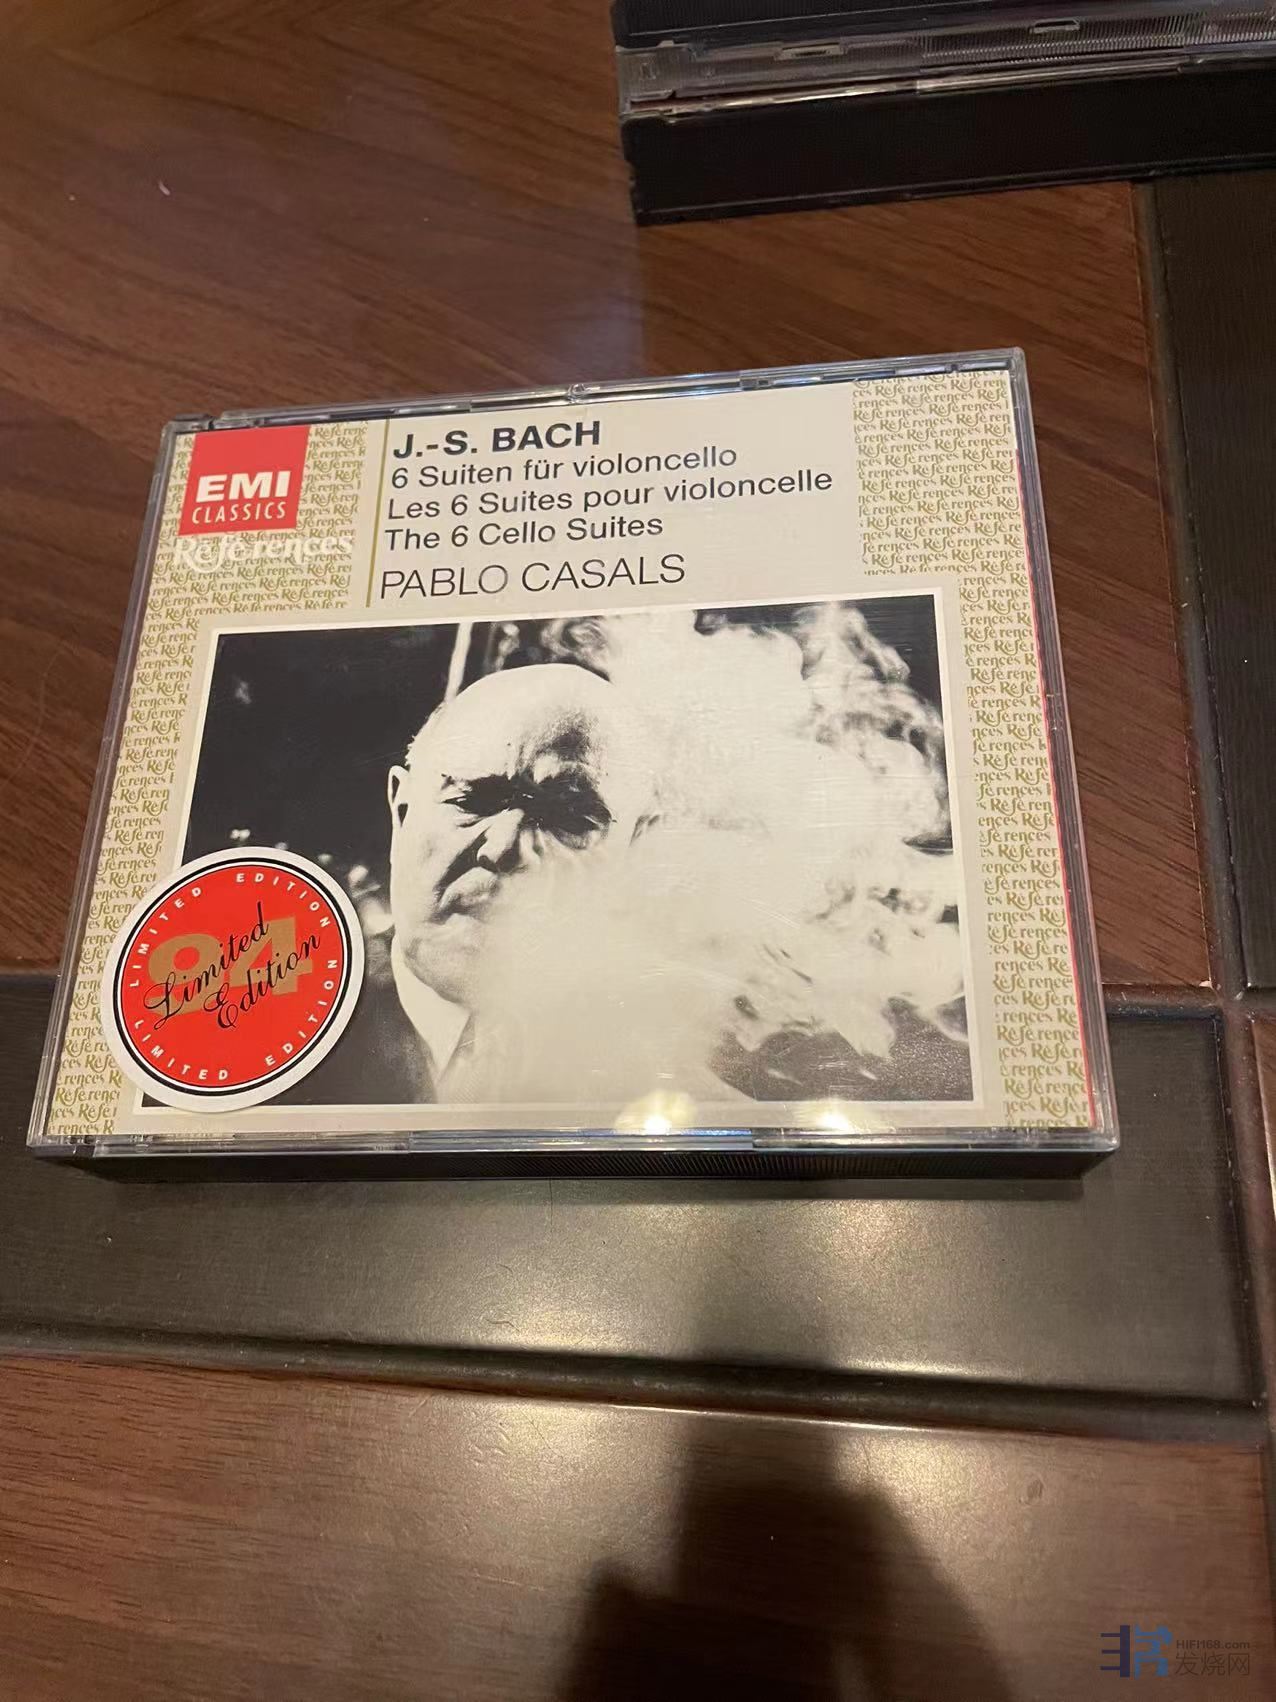 EMI
CLASSICS
Références
J.-S. BACH
6 Suiten für violoncello
Les 6 Suites pour violoncelle
The 6 Cello Suites
PABLO CASALS
LIMITED EDITION
94
Limited
Edition
LIMITED EDITION
HIFI168.com
发烧网